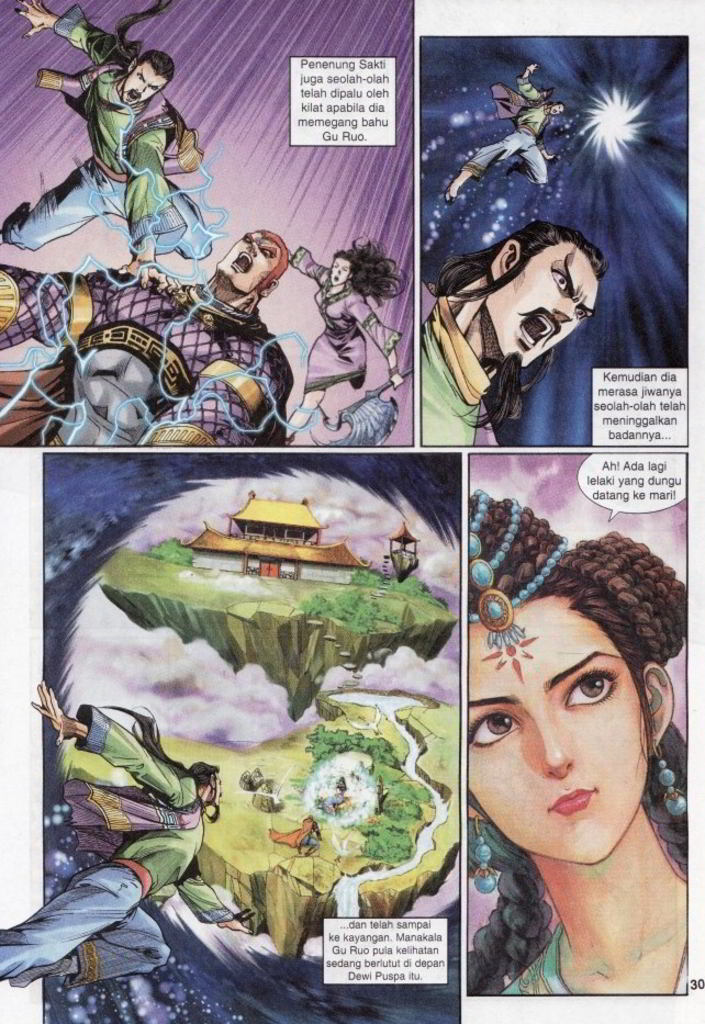 Penenung Sakti
juga seolah-olah
telah dipalu oleh
kilat apabila dia
memegang bahu
Gu Ruo.
Kemudian dia
merasa jiwanya
seolah-olah telah
meninggalkan
badannya...
...dan telah sampai
ke kayangan. Manakala
Gu Ruo pula kelihatan
sedang berlutut di depan
Dewi Puspa itu.
Ah! Ada lagi
lelaki yang dungu
datang ke mari!
30